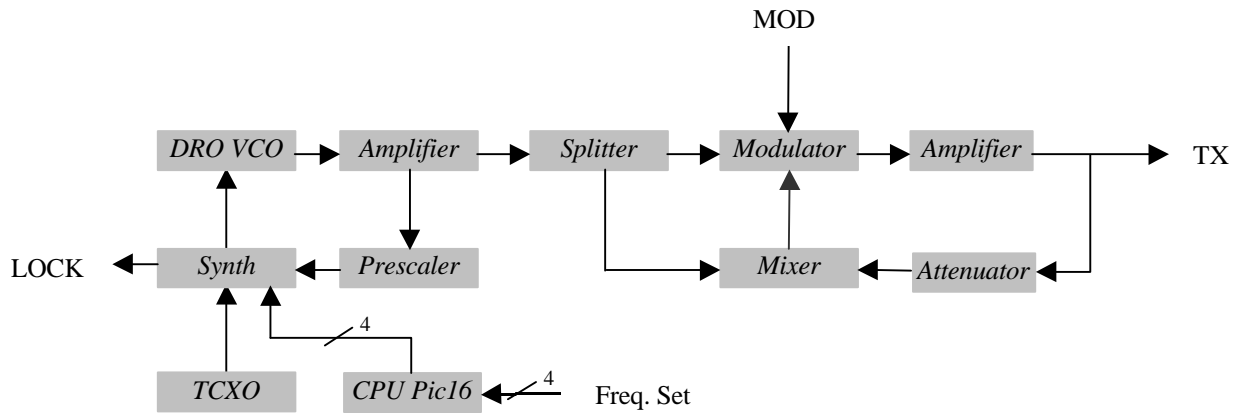 MOD
DRO VCO
Amplifier
Splitter
Modulator
Amplifier
TX
LOCK
Synth
Prescaler
Mixer
Attenuator
4
TCXO
CPU Pic16
4
Freq. Set